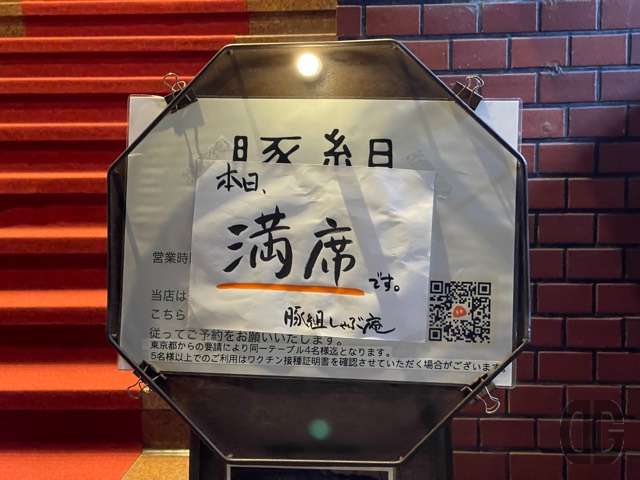 豚組
本日、
満席
です。
豚組しゃぶ庵
営業時
当店は
こちら
従ってご予約をお願いいたします。
東京都からの要請により同一テーブル4名様迄となります。
5名様以上でのご利用はワクチン接種証明書を確認させていただく場合がございます